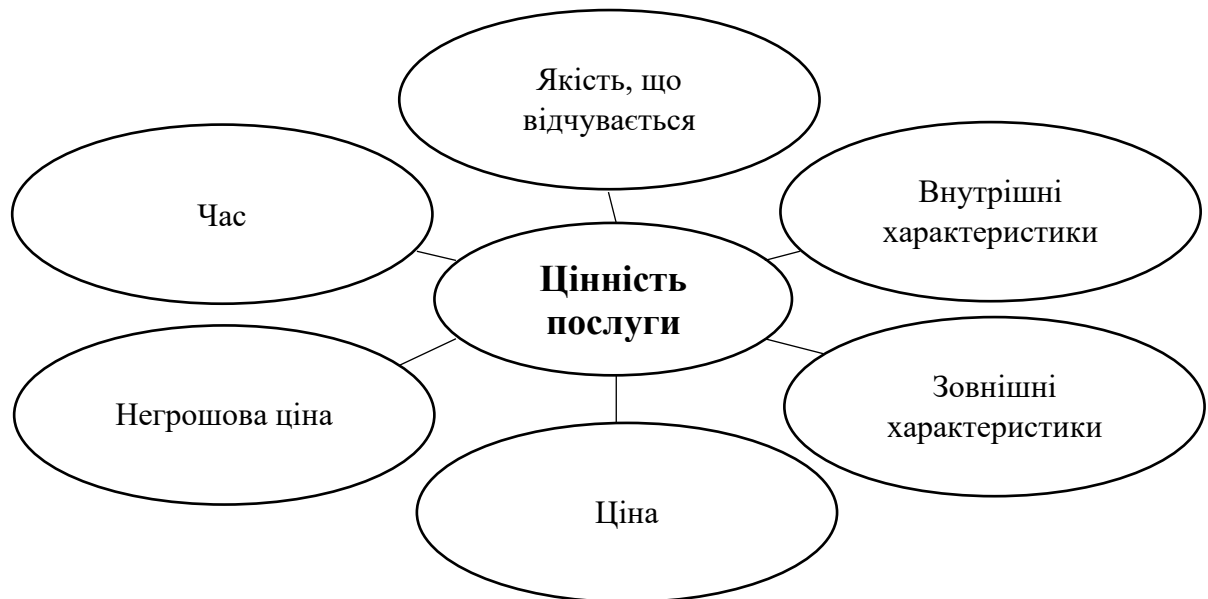 Якість, що
відчувається
Час
Внутрішні
характеристики
Цінність
послуги
Негрошова ціна
Зовнішні
характеристики
Ціна